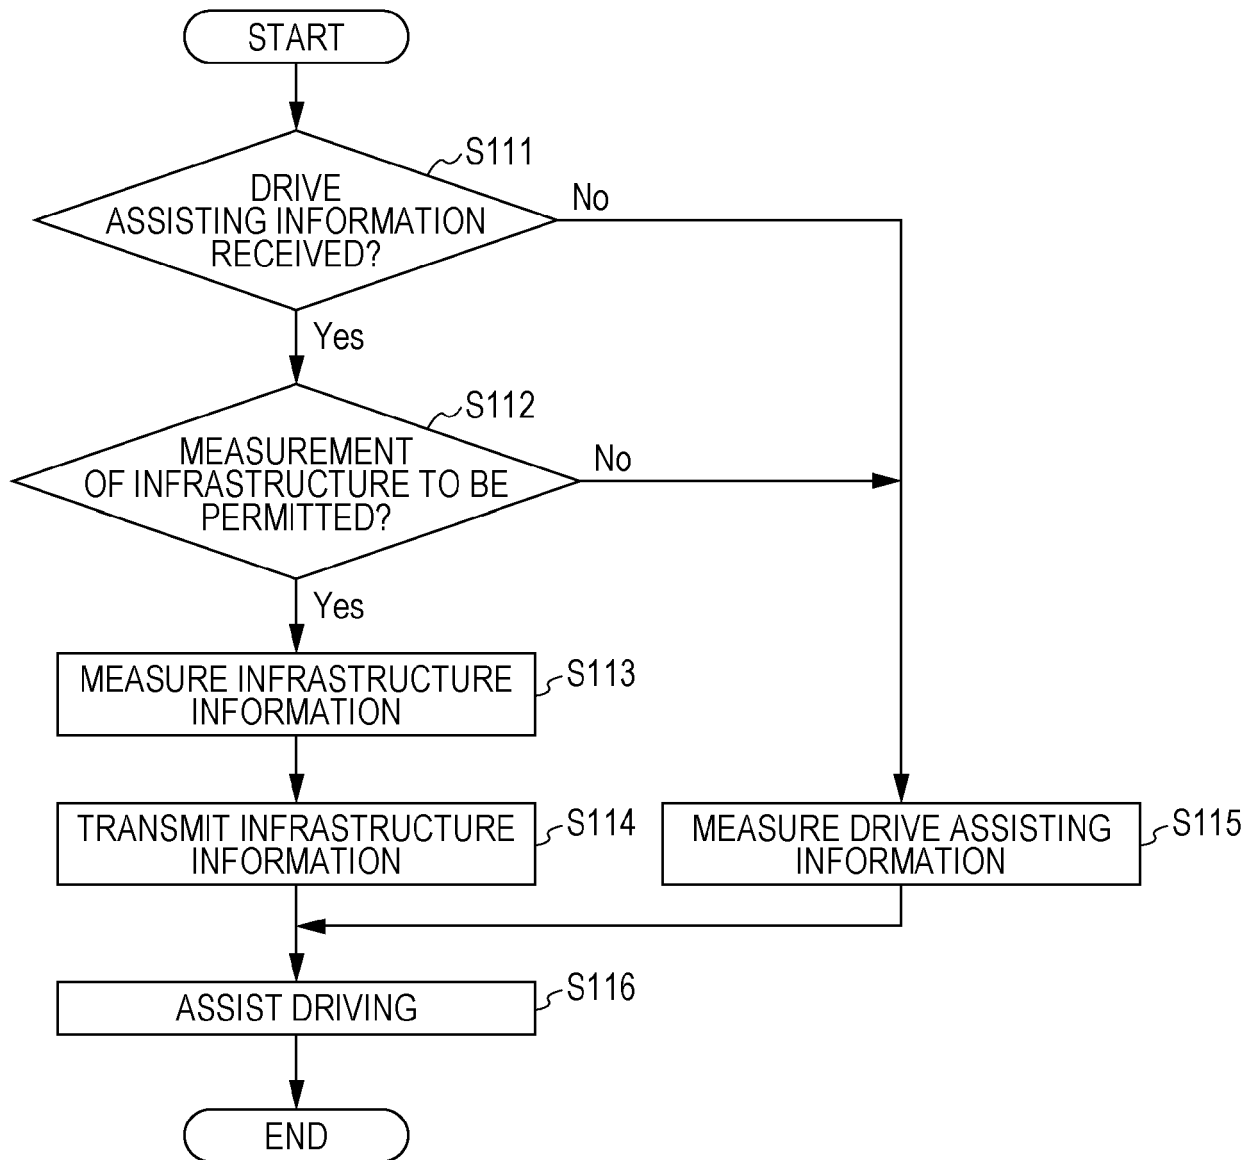 START
S111
DRIVE
ASSISTING INFORMATION
RECEIVED?
No
Yes
S112
MEASUREMENT
OF INFRASTRUCTURE TO BE
PERMITTED?
No
Yes
MEASURE INFRASTRUCTURE
INFORMATION
S113
TRANSMIT INFRASTRUCTURE
INFORMATION
S114
MEASURE DRIVE ASSISTING
INFORMATION
S115
ASSIST DRIVING
S116
END